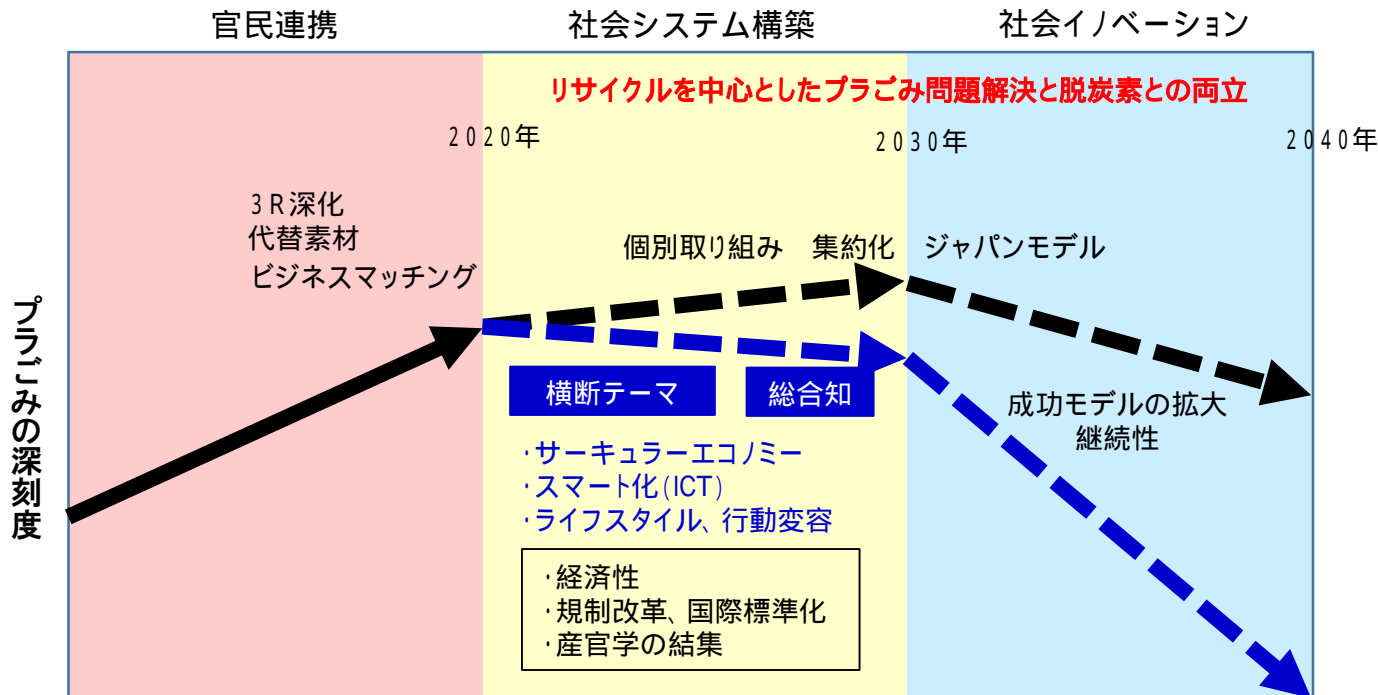 官民連携
社会システム構築
社会イノベーション
リサイクルを中心としたプラごみ問題解決と脱炭素との両立
2020年
2030年
2040年
3R深化
代替素材
ビジネスマッチング
個別取り組み 集約化 ジャパンモデル
プラごみの深刻度
横断テーマ
総合知
・サーキュラーエコノミー
・スマート化(ICT)
・ライフスタイル、行動変容
成功モデルの拡大
継続性
・経済性
・規制改革、国際標準化
・産官学の結集